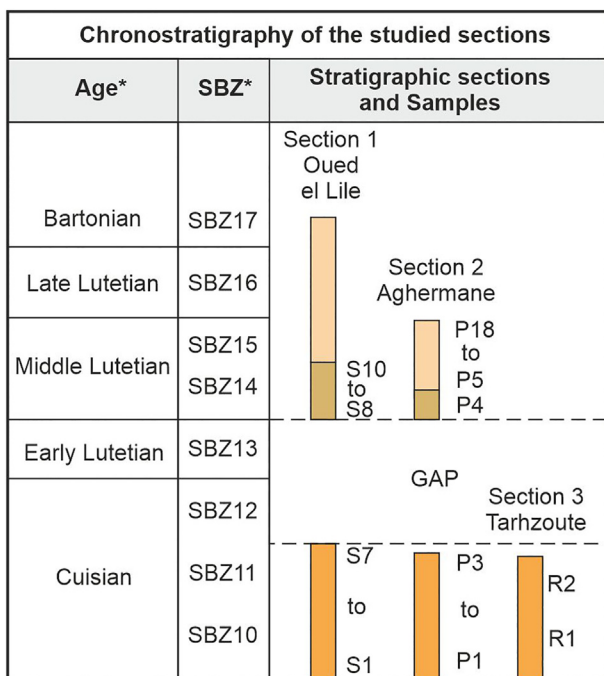 Chronostratigraphy of the studied sections
Age*
SBZ*
Stratigraphic sections
and Samples
Section 1
Oued
el Lile
Bartonian
SBZ17
Late Lutetian
SBZ16
Section 2
Aghermane
Middle Lutetian
SBZ15
SBZ14
S10
to
S8
P18
to
P5
P4
Early Lutetian
SBZ13
GAP
Section 3
Tarhzoute
Cuisian
SBZ12
SBZ11
SBZ10
S7
to
S1
P3
to
P1
R2
R1